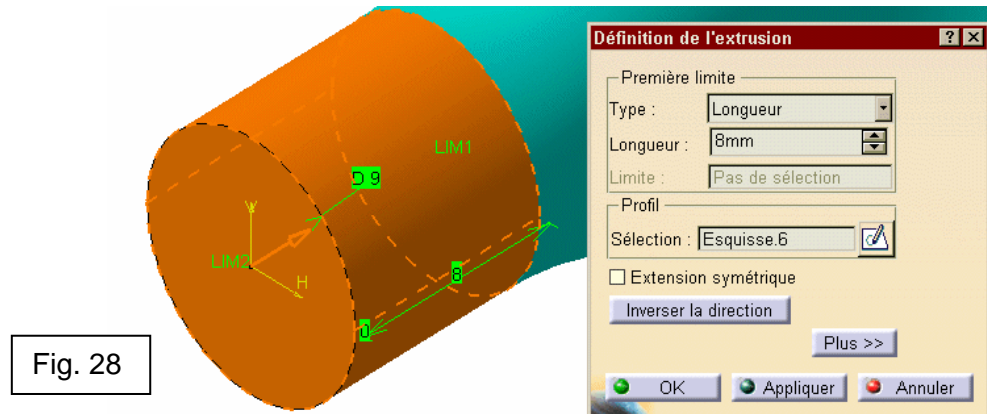 Définition de l'extrusion
Première limite
Type :
Longueur
Longueur :
8mm
Limite :
Pas de sélection
Profil
Sélection :
Esquisse.6
Extension symétrique
Inverser la direction
Plus >>
OK
Appliquer
Annuler
LIM1
D 9
V
LIM2
H
8
0
Fig. 28